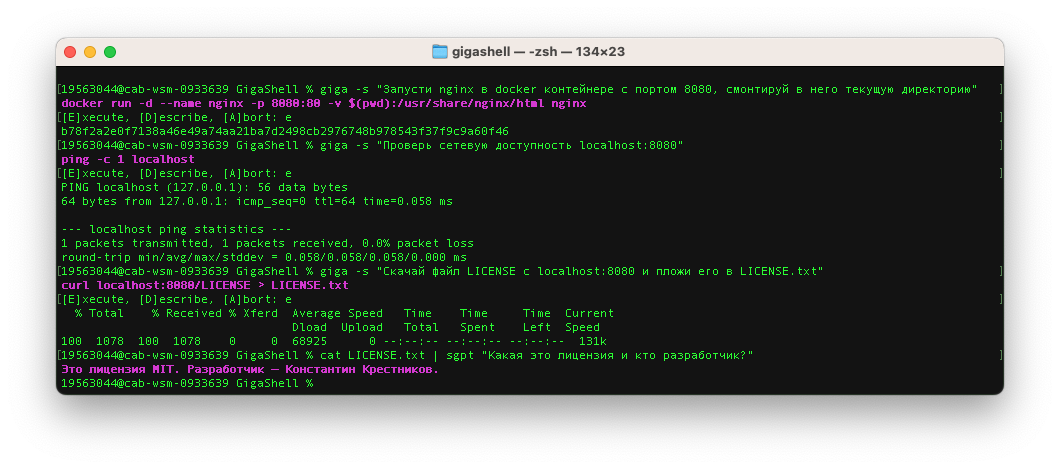 gigashell — -zsh — 134×23
[19563044@cab-wsm-0933639 GigaShell % giga -s "Запусти nginx в docker контейнере с портом 8080, смонтируй в него текущую директорию" ]
docker run -d --name nginx -p 8080:80 -v $(pwd):/usr/share/nginx/html nginx
[[E]xecute, [D]escribe, [A]bort: e ]
b78f2a2e0f7138a46e49a74aa21ba7d2498cb2976748b978543f37f9c9a60f46
[19563044@cab-wsm-0933639 GigaShell % giga -s "Проверь сетевую доступность localhost:8080" ]
ping -c 1 localhost
[[E]xecute, [D]escribe, [A]bort: e ]
PING localhost (127.0.0.1): 56 data bytes
64 bytes from 127.0.0.1: icmp_seq=0 ttl=64 time=0.058 ms
--- localhost ping statistics ---
1 packets transmitted, 1 packets received, 0.0% packet loss
round-trip min/avg/max/stddev = 0.058/0.058/0.058/0.000 ms
[19563044@cab-wsm-0933639 GigaShell % giga -s "Скачай файл LICENSE с localhost:8080 и пложи его в LICENSE.txt" ]
curl localhost:8080/LICENSE > LICENSE.txt
[[E]xecute, [D]escribe, [A]bort: e ]
% Total % Received % Xferd Average Speed Time Time Time Current
Dload Upload Total Spent Left Speed
100 1078 100 1078 0 0 68925 0 --:--:-- --:--:-- --:--:-- 131k
[19563044@cab-wsm-0933639 GigaShell % cat LICENSE.txt | sgpt "Какая это лицензия и кто разработчик?" ]
Это лицензия MIT. Разработчик — Константин Крестников.
19563044@cab-wsm-0933639 GigaShell %